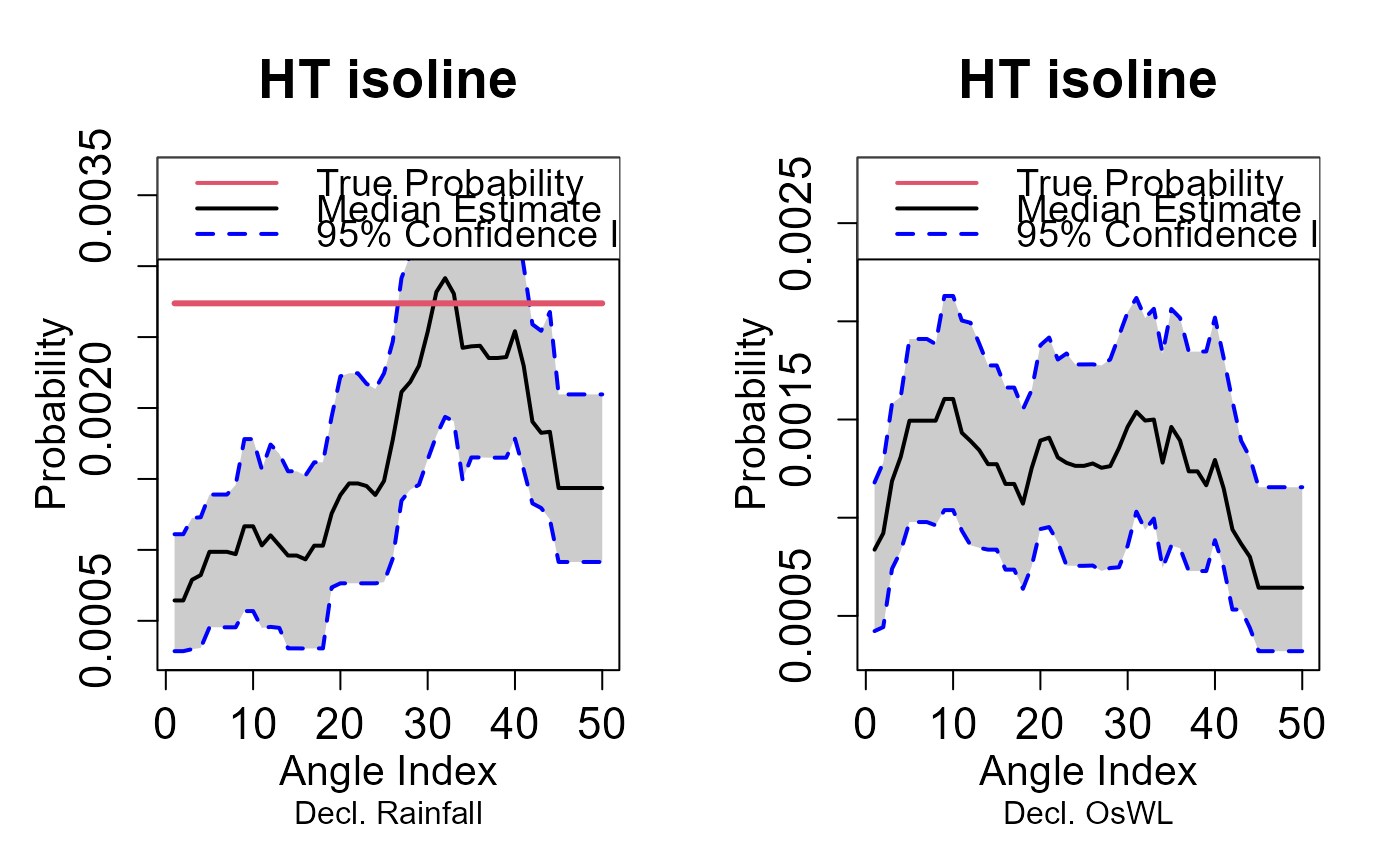 HT isoline
True Probability
Median Estimate
95% Confidence I
Probability
0.0005
0.0020
0.0035
0 10 20 30 40 50
Angle Index
Decl. Rainfall
HT isoline
True Probability
Median Estimate
95% Confidence I
Probability
0.0005
0.0015
0.0025
0 10 20 30 40 50
Angle Index
Decl. OsWL